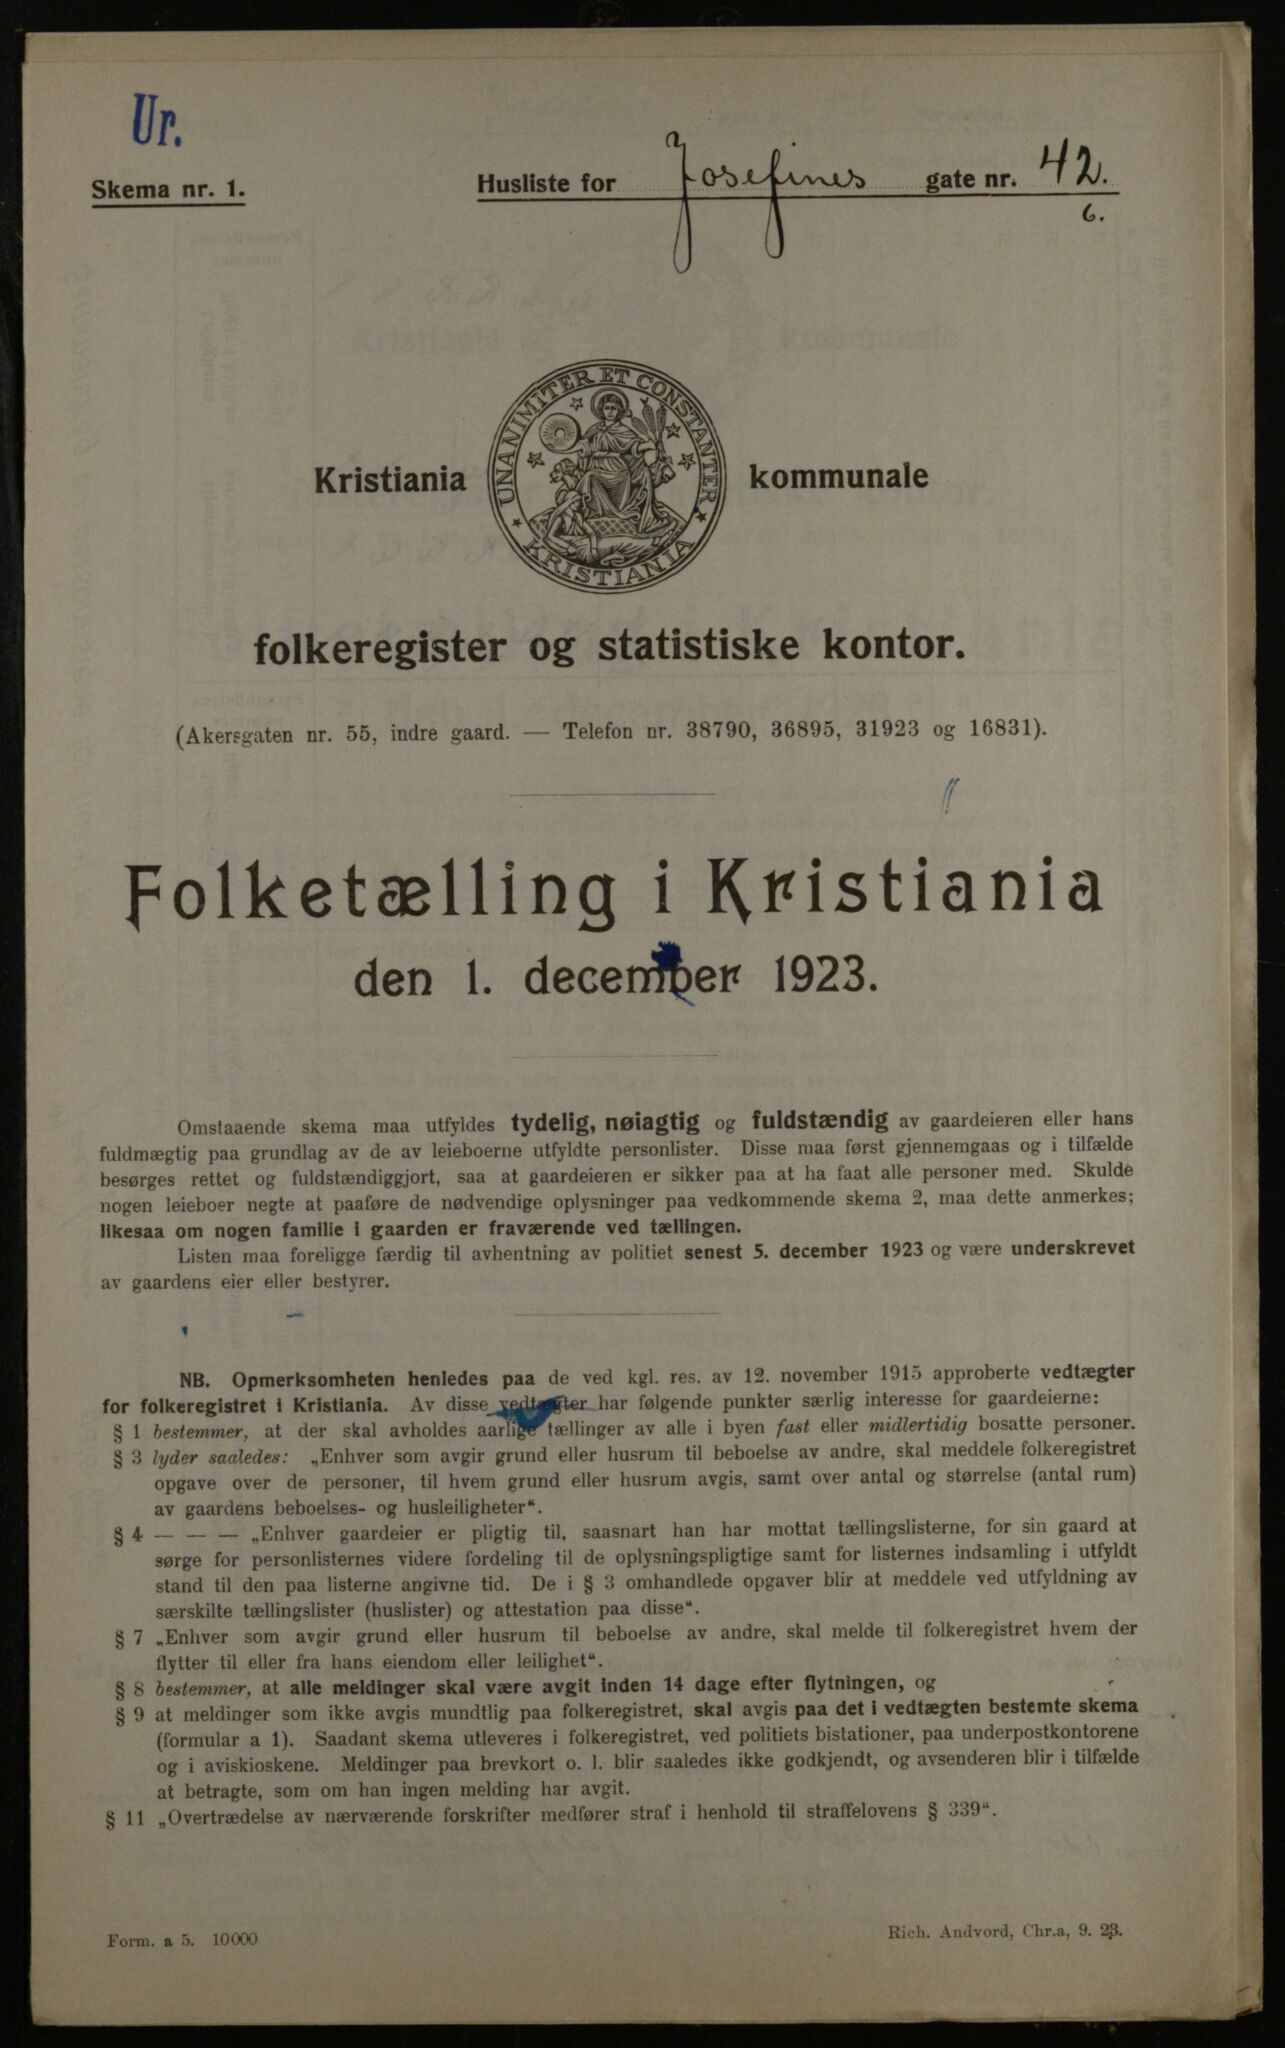 Ur.
Skema nr. 1.
Husliste for Josefines gate nr. 42.
6.
UNANIMITER ET CONSTANTER
KRISTIANIA
Kristiania kommunale
folkeregister og statistiske kontor.
(Akersgaten nr. 55, indre gaard. — Telefon nr. 38790, 36895, 31923 og 16831).
Folketælling i Kristiania
den 1. december 1923.
Omstaaende skema maa utfyldes tydelig, nøiagtig og fuldstændig av gaardeieren eller hans
fuldmægtig paa grundlag av de av leieboerne utfyldte personlister. Disse maa først gjennemgaas og i tilfælde
besørges rettet og fuldstændiggjort, saa at gaardeieren er sikker paa at ha faat alle personer med. Skulde
nogen leieboer negte at paaføre de nødvendige oplysninger paa vedkommende skema 2, maa dette anmerkes;
likesaa om nogen familie i gaarden er fraværende ved tællingen.
Listen maa foreligge færdig til avhentning av politiet senest 5. december 1923 og være underskrevet
av gaardens eier eller bestyrer.
NB. Opmerksomheten henledes paa de ved kgl. res. av 12. november 1915 approberte vedtægter
for folkeregistret i Kristiania. Av disse vedtægter har følgende punkter særlig interesse for gaardeierne:
§ 1 bestemmer, at der skal avholdes aarlige tællinger av alle i byen fast eller midlertidig bosatte personer.
§ 3 lyder saaledes: „Enhver som avgir grund eller husrum til beboelse av andre, skal meddele folkeregistret
opgave over de personer, til hvem grund eller husrum avgis, samt over antal og størrelse (antal rum)
av gaardens beboelses- og husleiligheter“.
§ 4 — — — „Enhver gaardeier er pligtig til, saasnart han har mottat tællingslisterne, for sin gaard at
sørge for personlisternes videre fordeling til de oplysningspligtige samt for listernes indsamling i utfyldt
stand til den paa listerne angivne tid. De i § 3 omhandlede opgaver blir at meddele ved utfyldning av
særskilte tællingslister (huslister) og attestation paa disse“.
§ 7 „Enhver som avgir grund eller husrum til beboelse av andre, skal melde til folkeregistret hvem der
flytter til eller fra hans eiendom eller leilighet“.
§ 8 bestemmer, at alle meldinger skal være avgit inden 14 dage efter flytningen, og
§ 9 at meldinger som ikke avgis mundtlig paa folkeregistret, skal avgis paa det i vedtægten bestemte skema
(formular a 1). Saadant skema utleveres i folkeregistret, ved politiets bistationer, paa underpostkontorene
og i aviskioskene. Meldinger paa brevkort o. l. blir saaledes ikke godkjendt, og avsenderen blir i tilfælde
at betragte, som om han ingen melding har avgit.
§ 11 „Overtrædelse av nærværende forskrifter medfører straf i henhold til straffelovens § 339“.
Form. a 5. 10000
Rich. Andvord, Chr.a, 9. 23.